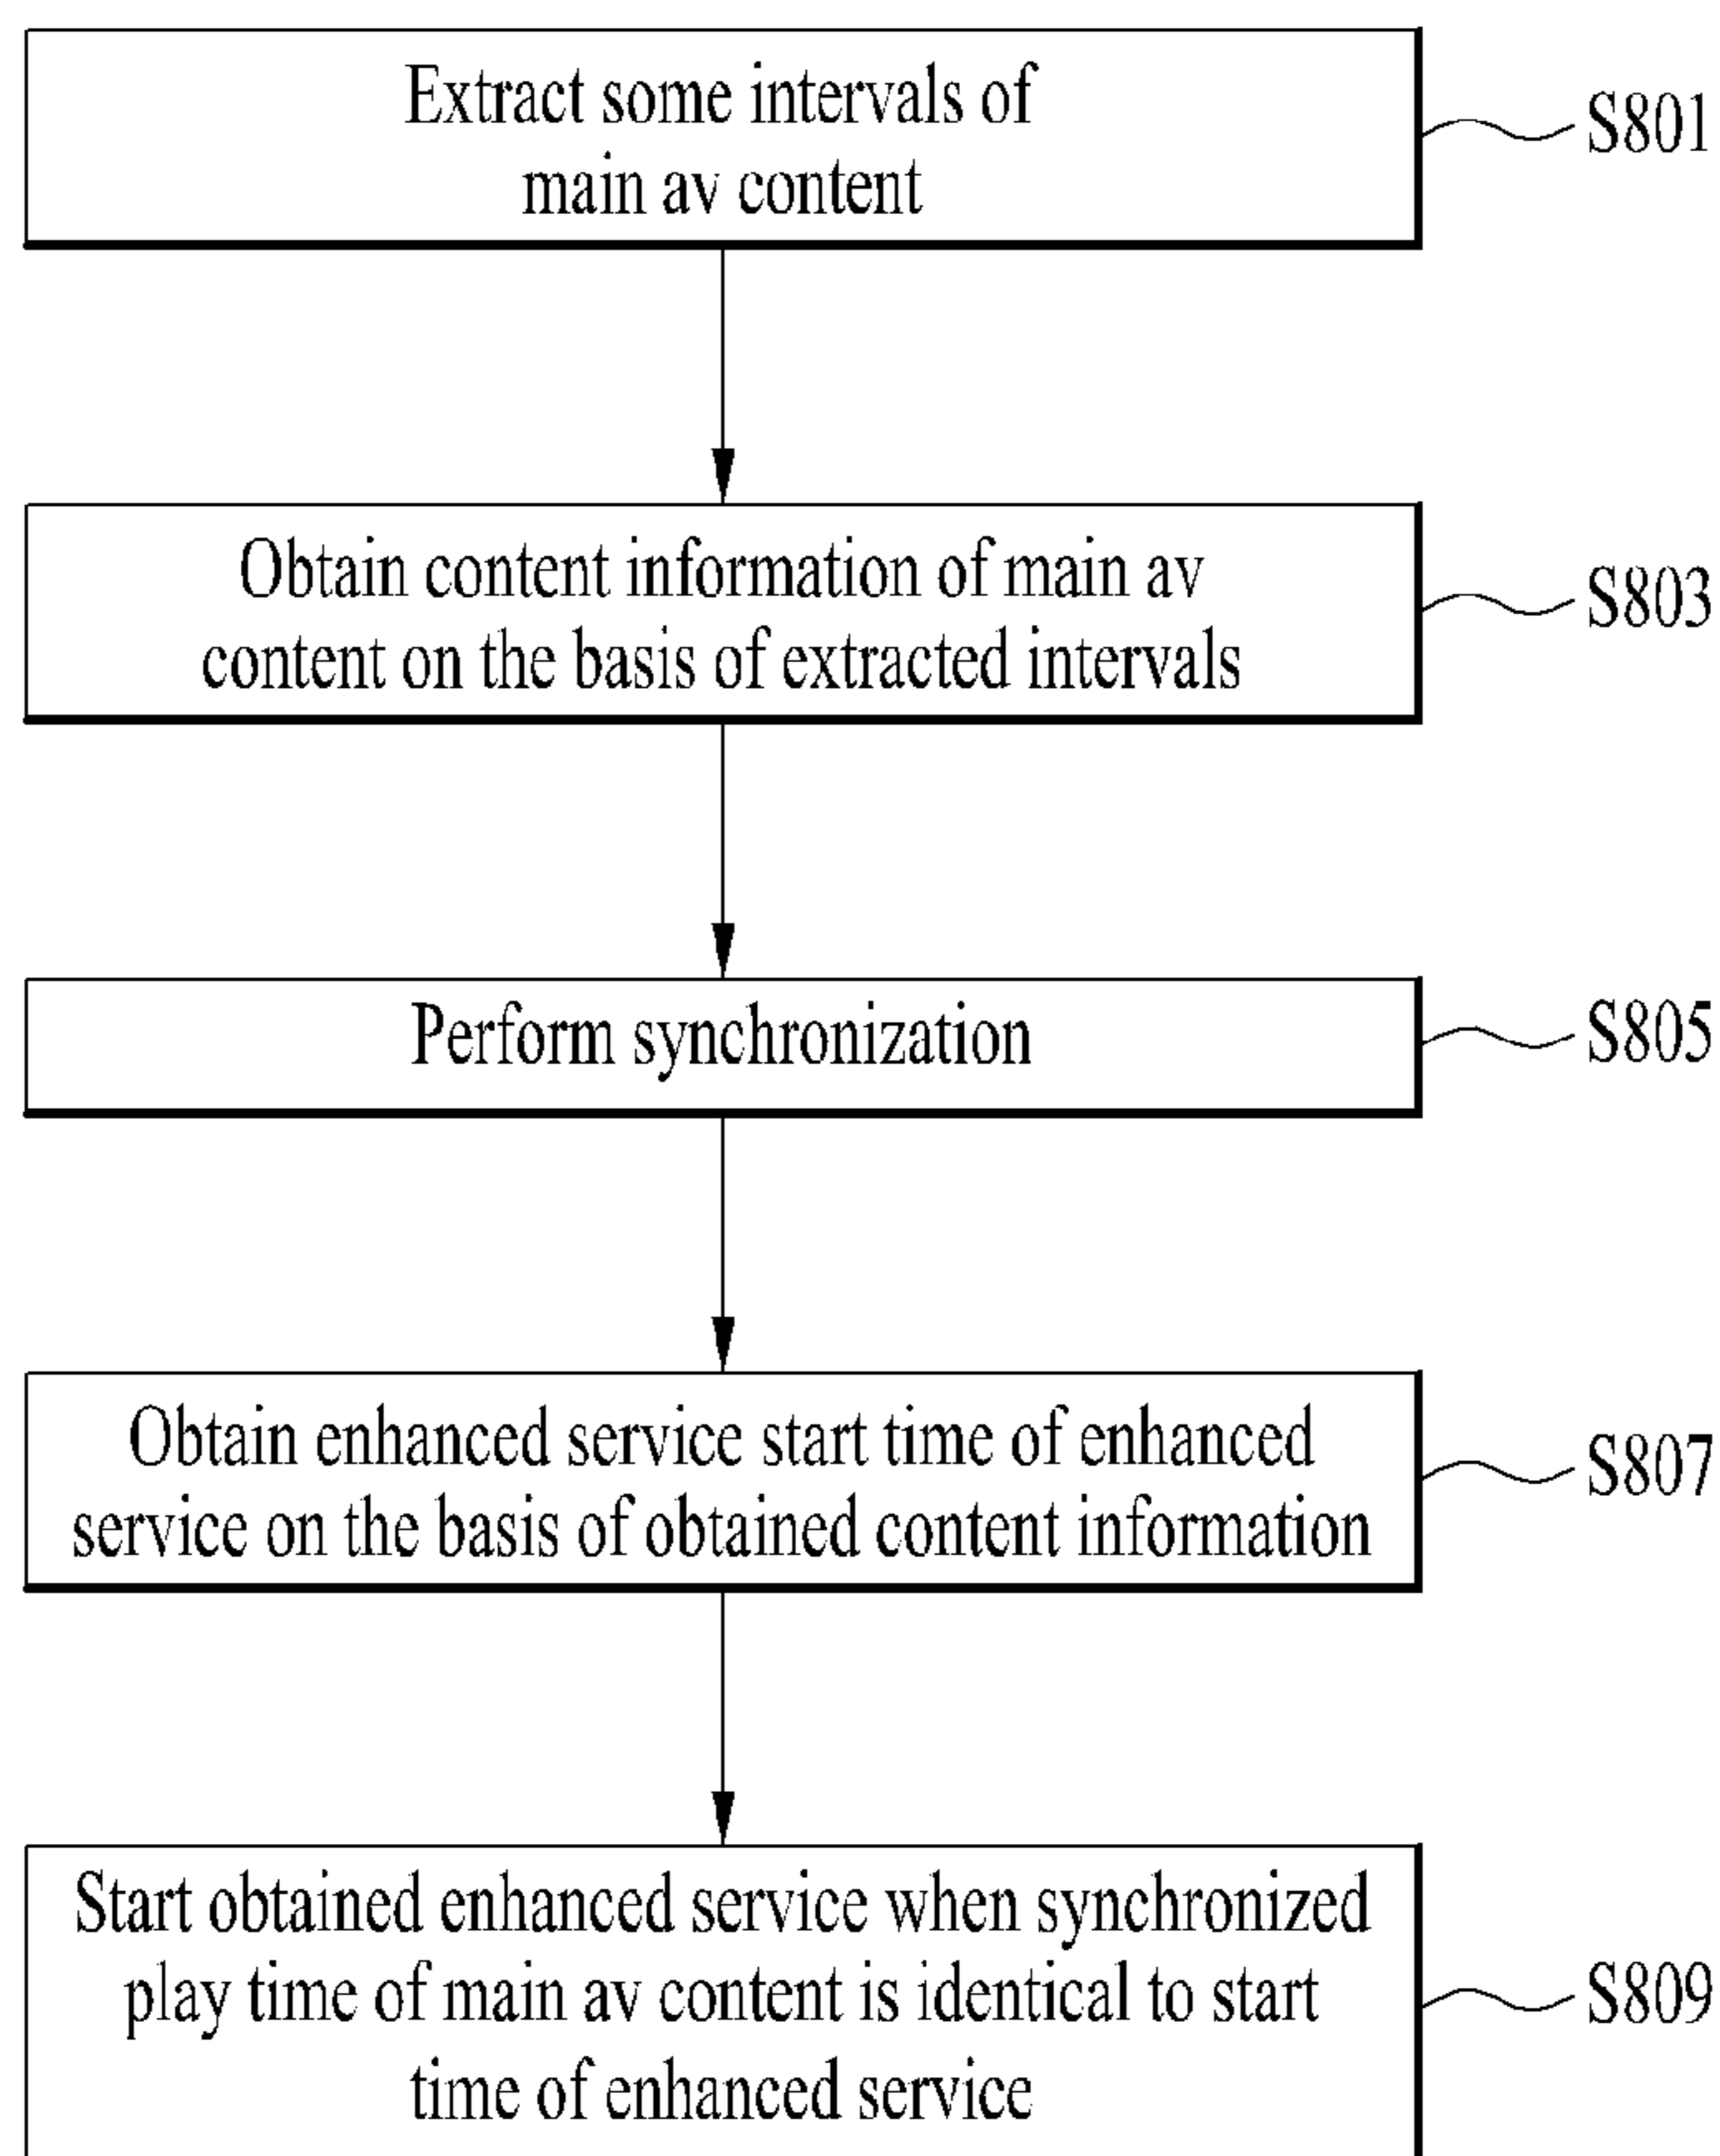 Extract some intervals of
main av content
S801
Obtain content information of main av
content on the basis of extracted intervals
S803
Perform synchronization
S805
Obtain enhanced service start time of enhanced
service on the basis of obtained content information
S807
Start obtained enhanced service when synchronized
play time of main av content is identical to start
time of enhanced service
S809